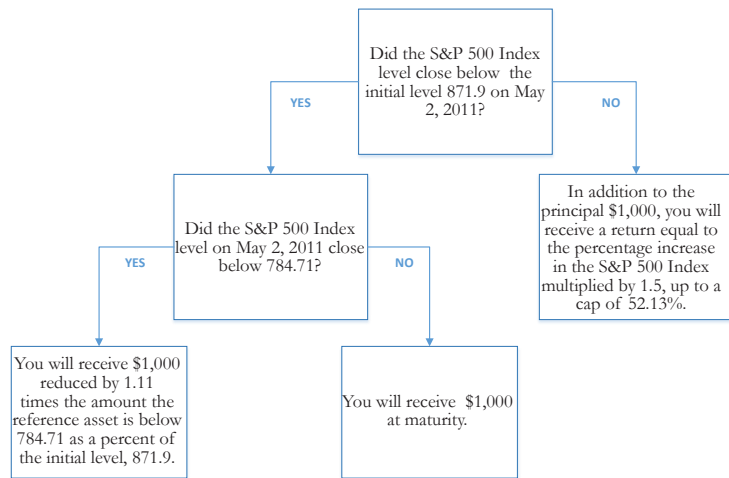 Did the S&P 500 Index
level close below the
initial level 871.9 on May
2, 2011?
YES
NO
Did the S&P 500 Index
level on May 2, 2011 close
below 784.71?
In addition to the
principal $1,000, you will
receive a return equal to
the percentage increase
in the S&P 500 Index
multiplied by 1.5, up to a
cap of 52.13%.
YES
NO
You will receive $1,000
reduced by 1.11
times the amount the
reference asset is below
784.71 as a percent of
the initial level, 871.9.
You will receive $1,000
at maturity.